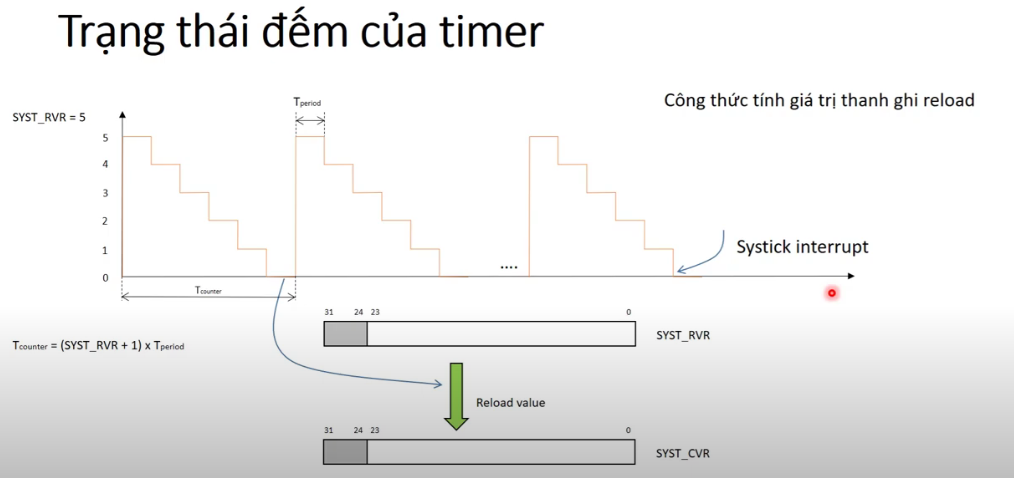 Trạng thái đếm của timer
Công thức tính giá trị thanh ghi reload
SYST_RVR = 5
Tperiod
5
4
3
2
1
0
Systick interrupt
....
Tcounter
31 24 23 0
SYST_RVR
Tcounter = (SYST_RVR + 1) x Tperiod
Reload value
31 24 23 0
SYST_CVR